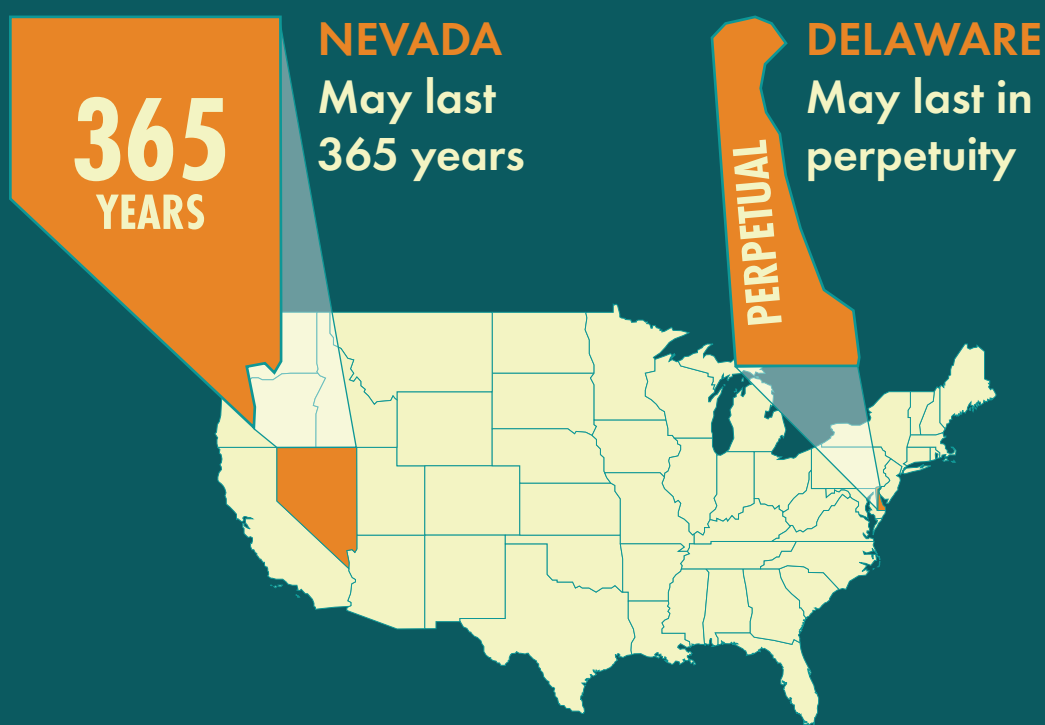 365
YEARS
NEVADA
May last
365 years
PERPETUAL
DELAWARE
May last in
perpetuity